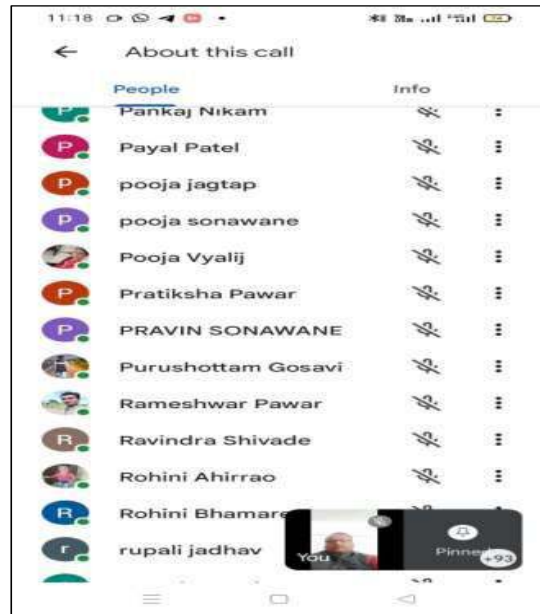 11:18
About this call
People Info
P Pankaj Nikam
P Payal Patel
P pooja jagtap
P pooja sonawane
Pooja Vyalij
P Pratiksha Pawar
P PRAVIN SONAWANE
Purushottam Gosavi
Rameshwar Pawar
R Ravindra Shivade
Rohini Ahirrao
R Rohini Bhamare
r rupali jadhav
You Pinned +93